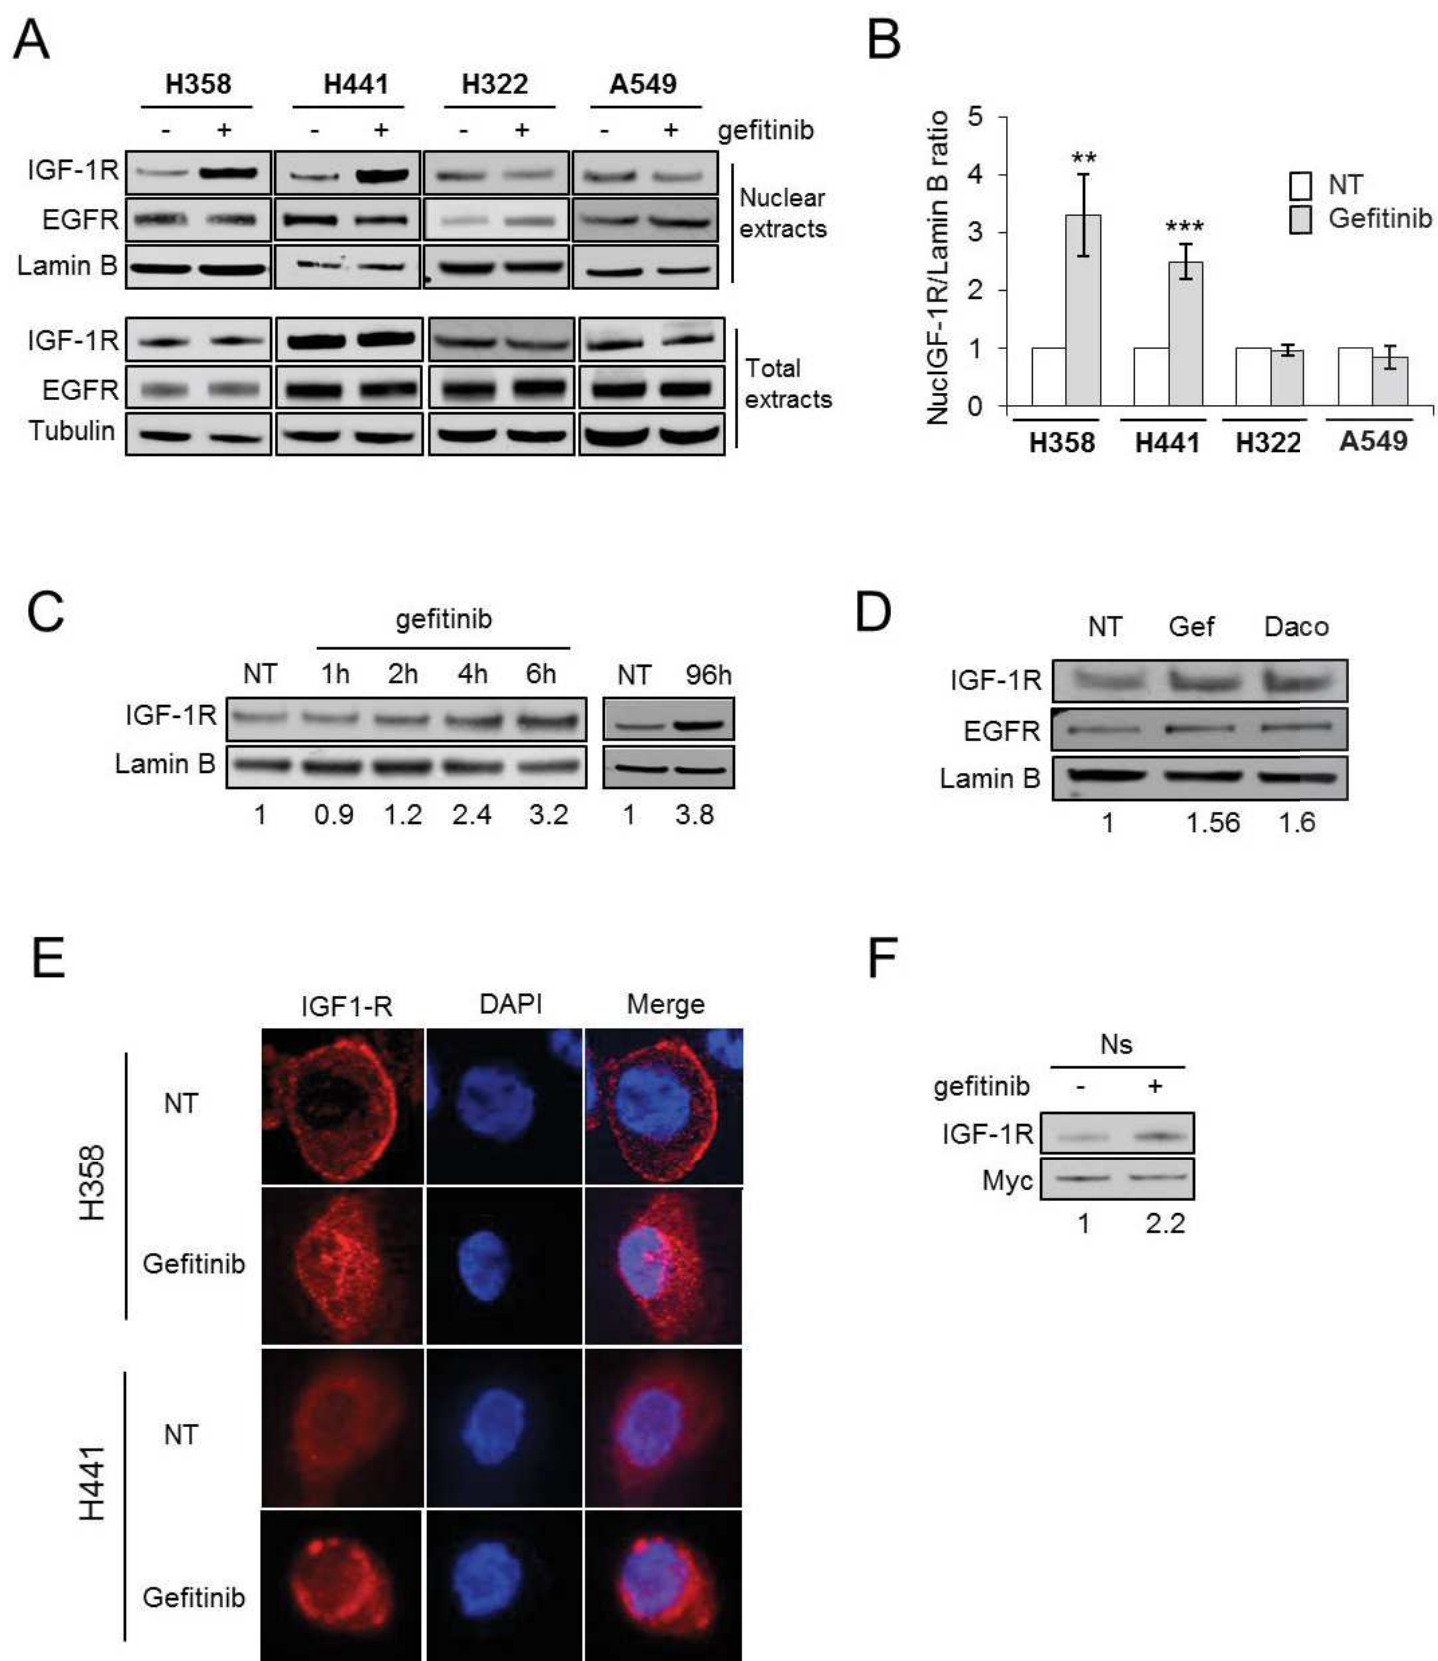 A
H358 H441 H322 A549
- + - + - + - + gefitinib
IGF-1R
EGFR
Lamin B
Nuclear
extracts
IGF-1R
EGFR
Tubulin
Total
extracts
B
NucIGF-1R/Lamin B ratio
5
4
3
2
1
0
**
***
NT
Gefitinib
H358 H441 H322 A549
C
gefitinib
NT 1h 2h 4h 6h NT 96h
IGF-1R
Lamin B
1 0.9 1.2 2.4 3.2 1 3.8
D
NT Gef Daco
IGF-1R
EGFR
Lamin B
1 1.56 1.6
E
IGF1-R DAPI Merge
H358
NT
Gefitinib
H441
NT
Gefitinib
F
Ns
gefitinib - +
IGF-1R
Myc
1 2.2